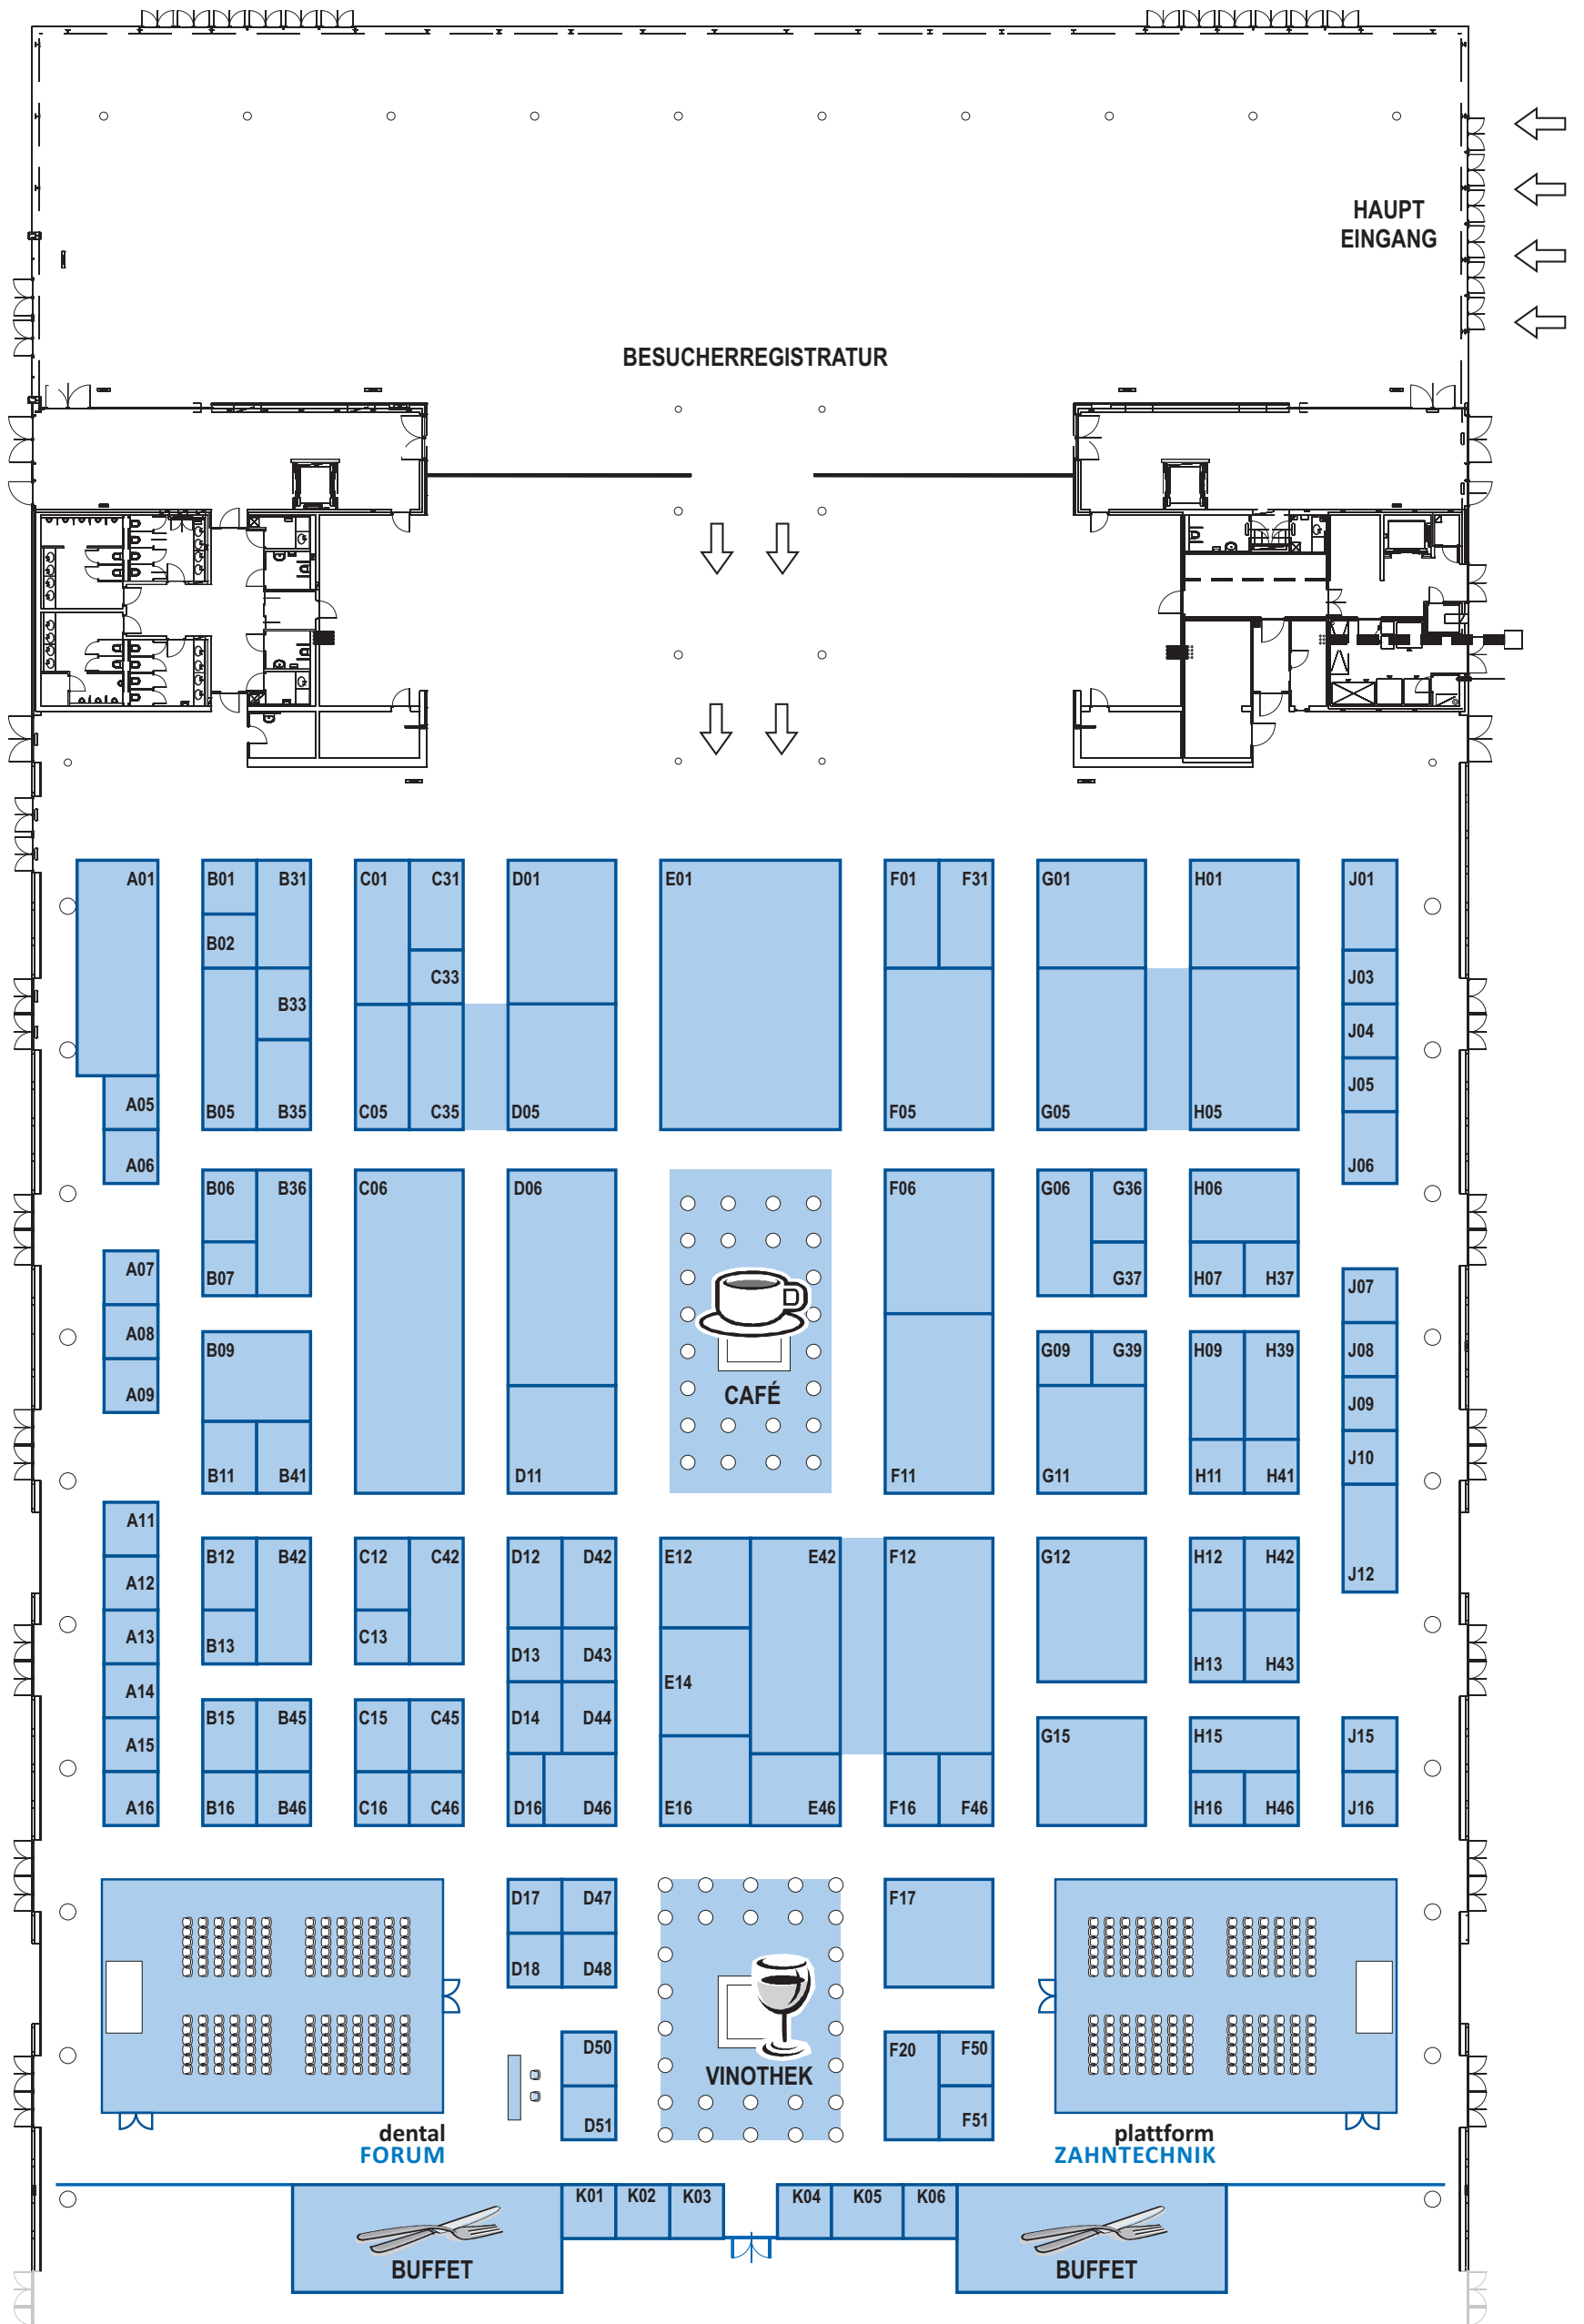 HAUPT
EINGANG
BESUCHERREGISTRATUR
A01 B01 B31 C01 C31 D01 E01 F01 F31 G01 H01 J01
B02
C33 J03
B33
J04
J05
A05 B05 B35 C05 C35 D05 F05 G05 H05
A06 J06
B06 B36 C06 D06 F06 G06 G36 H06
A07 B07 G37 H07 H37 J07
A08 B09 G09 G39 H09 H39 J08
A09 CAFÉ J09
J10
B11 B41 D11 F11 G11 H11 H41
A11
B12 B42 C12 C42 D12 D42 E12 E42 F12 G12 H12 H42
A12 J12
A13 B13 C13 D13 D43
H13 H43
A14 E14
B15 B45 C15 C45 D14 D44
A15 G15 H15 J15
A16 B16 B46 C16 C46 D16 D46 E16 E46 F16 F46 H16 H46 J16
D17 D47 F17
D18 D48
D50 F20 F50
VINOTHEK
D51 F51
dental
FORUM
plattform
ZAHNTECHNIK
K01 K02 K03 K04 K05 K06
BUFFET BUFFET